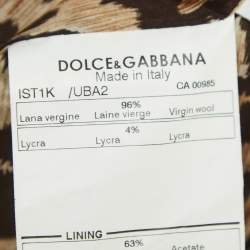 DOLCE&GABBANA
Made in Italy
IST1K /UBA2 CA 00985
96%
Lana vergine Laine vierge Virgin wool
4%
Lycra Lycra Lycra
LINING
63%
Acetate